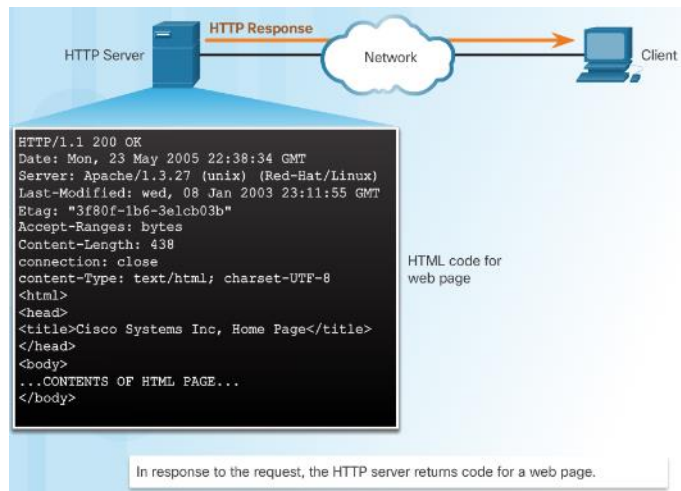 HTTP Response
HTTP Server
Network
Client
HTTP/1.1 200 OK
Date: Mon, 23 May 2005 22:38:34 GMT
Server: Apache/1.3.27 (unix) (Red-Hat/Linux)
Last-Modified: wed, 08 Jan 2003 23:11:55 GMT
Etag: "3f80f-1b6-3elcb03b"
Accept-Ranges: bytes
Content-Length: 438
connection: close
content-Type: text/html; charset-UTF-8
<html>
<head>
<title>Cisco Systems Inc, Home Page</title>
</head>
<body>
...CONTENTS OF HTML PAGE...
</body>
HTML code for
web page
In response to the request, the HTTP server returns code for a web page.